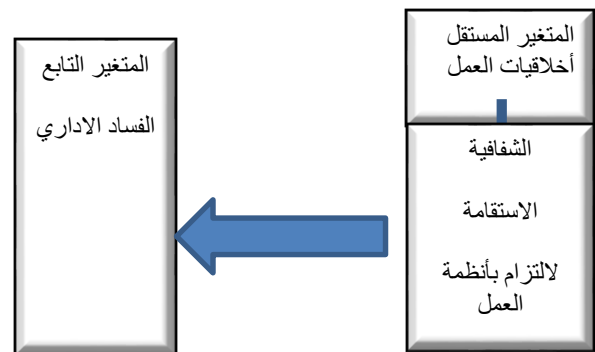 المتغير المستقل
أخلاقيات العمل
الشفافية
الاستقامة
لالتزام بأنظمة
العمل
المتغير التابع
الفساد الاداري